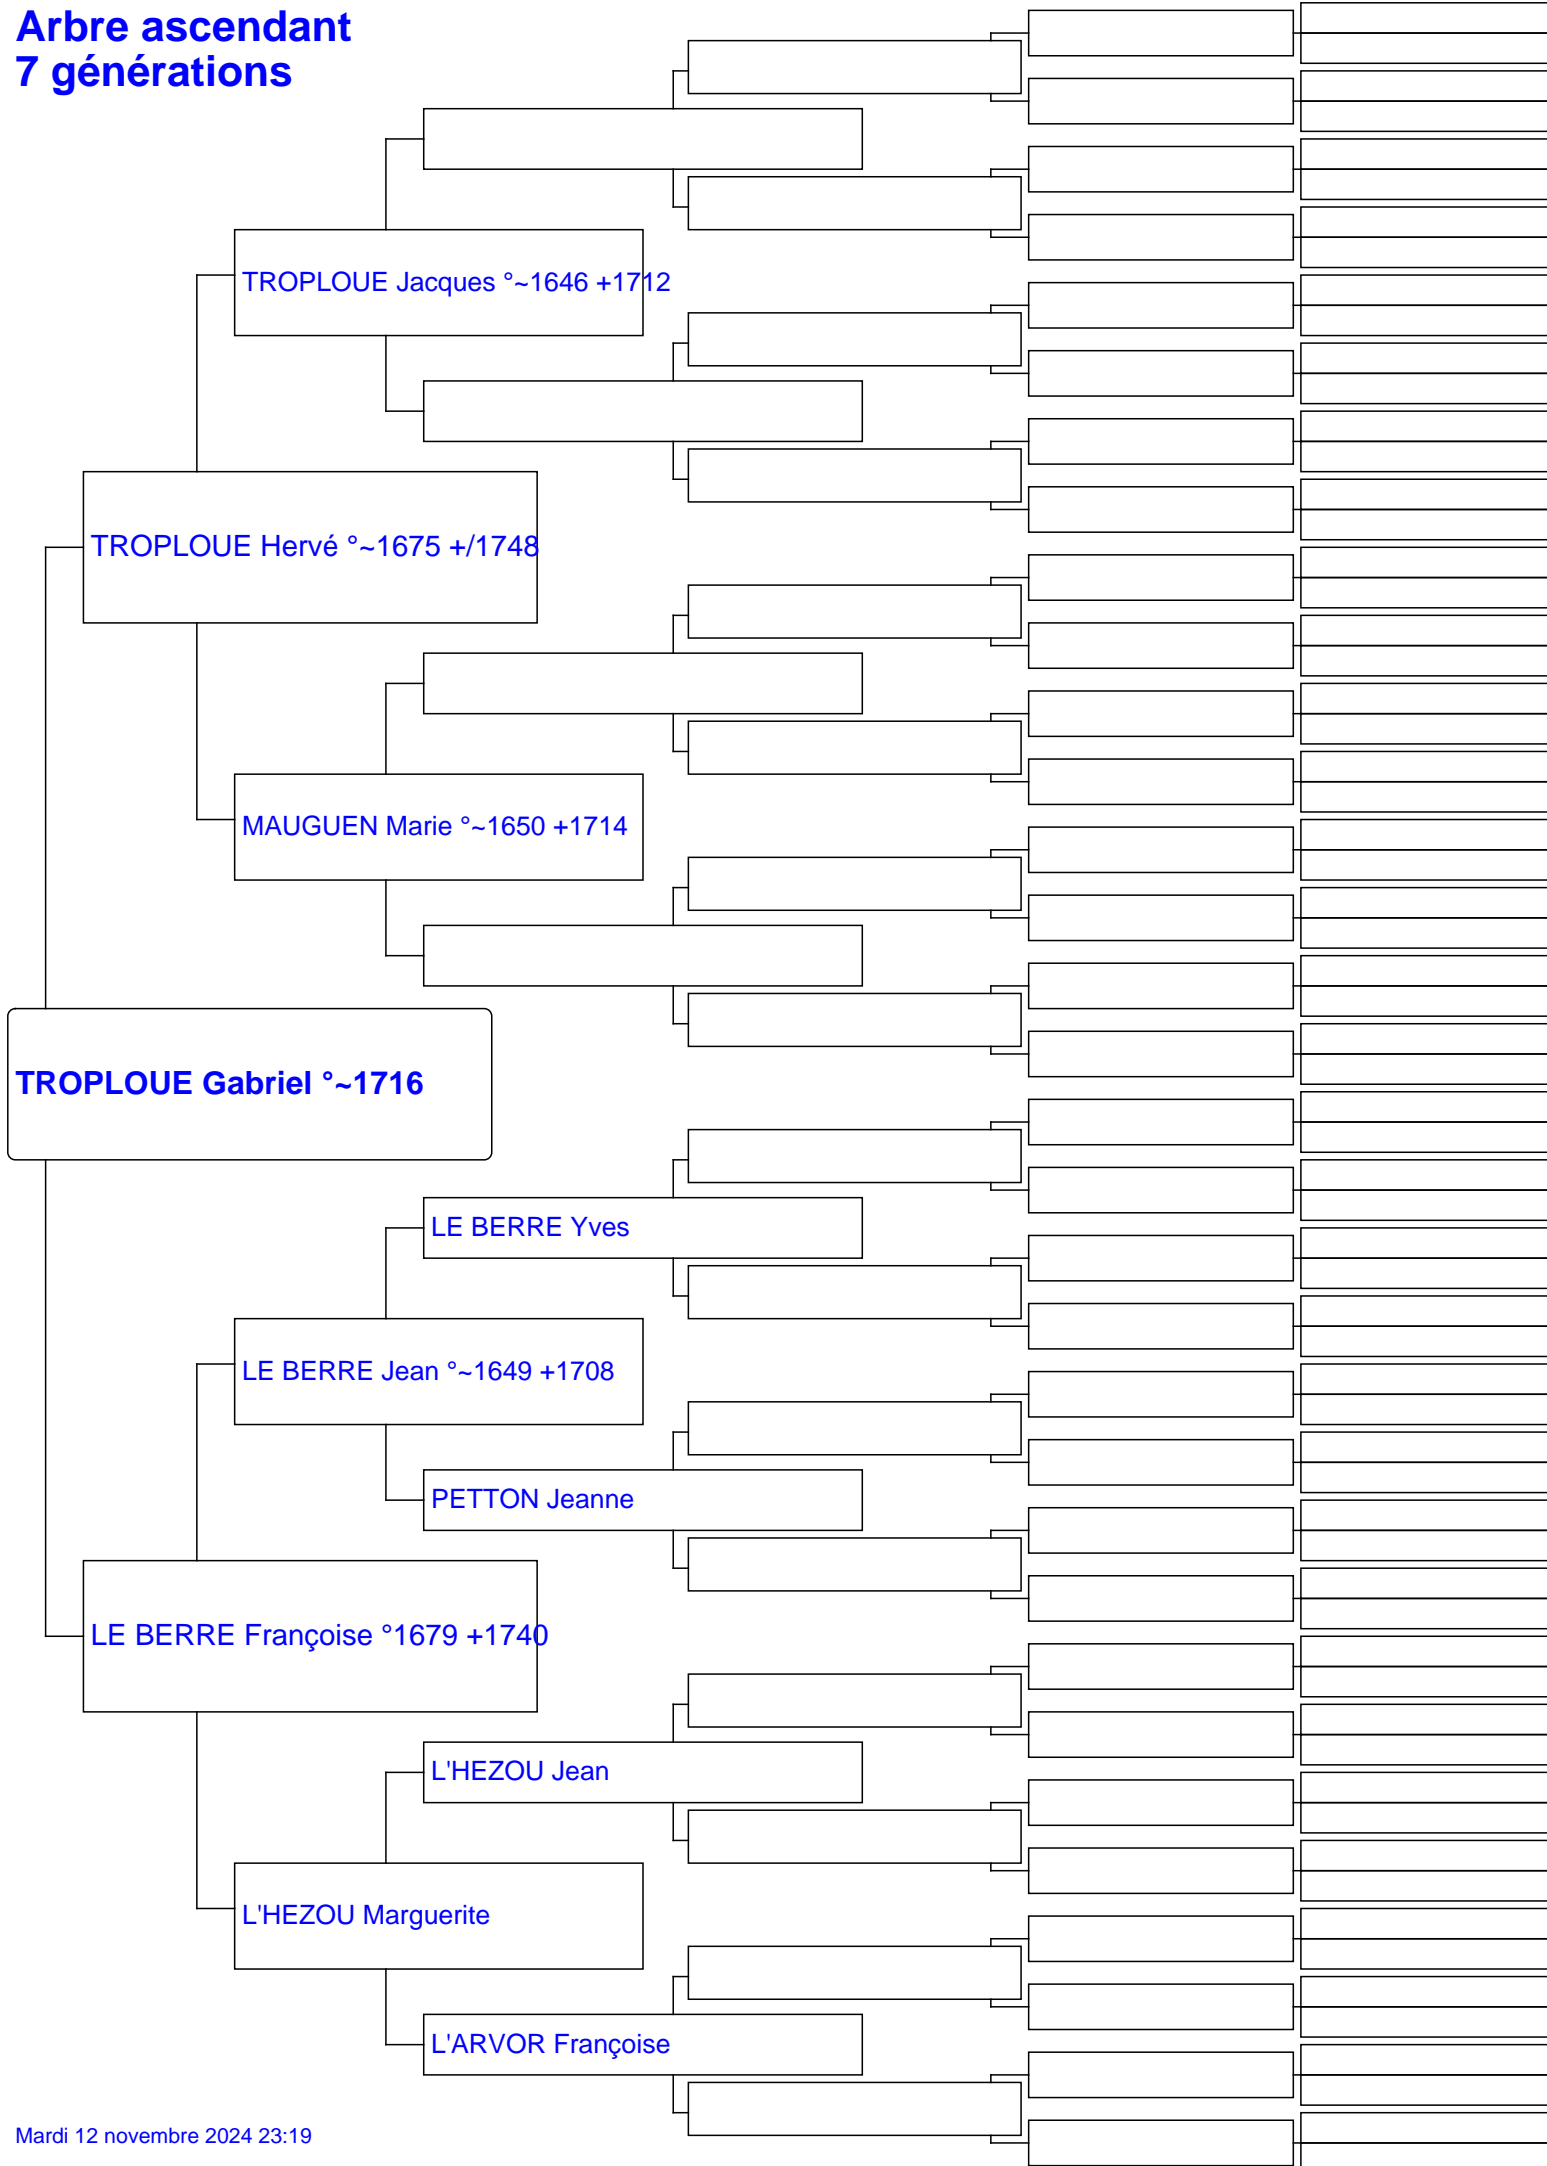 Arbre ascendant
7 générations
TROPLOUE Jacques °~1646 +1712
TROPLOUE Hervé °~1675 +/1748
MAUGUEN Marie °~1650 +1714
TROPLOUE Gabriel °~1716
LE BERRE Yves
LE BERRE Jean °~1649 +1708
PETTON Jeanne
LE BERRE Françoise °1679 +1740
L'HEZOU Jean
L'HEZOU Marguerite
L'ARVOR Françoise
Mardi 12 novembre 2024 23:19